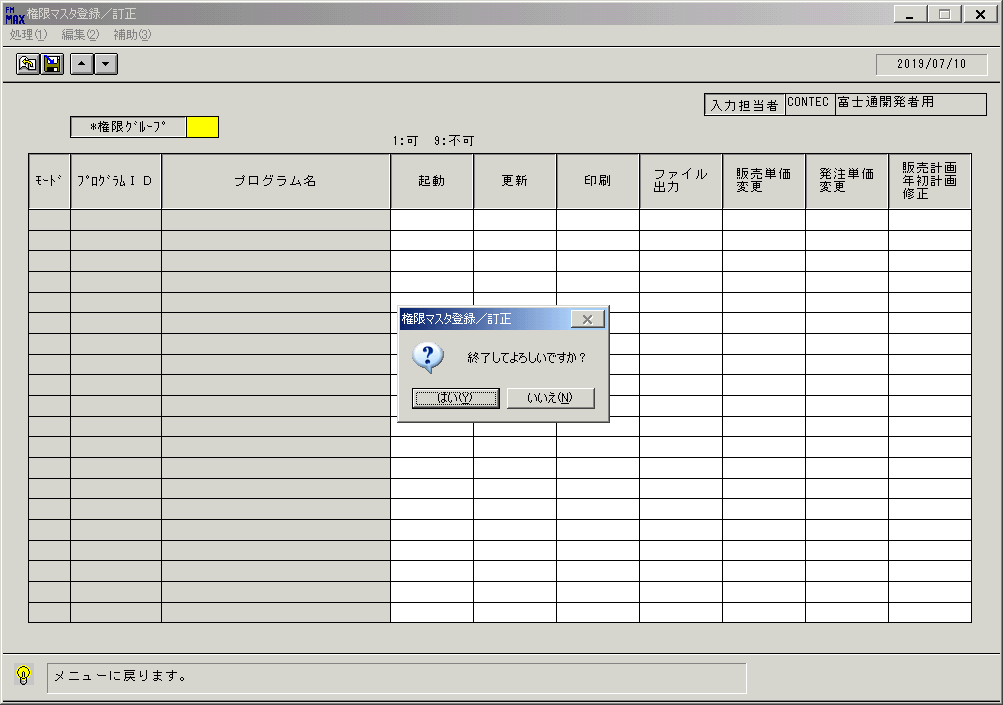 FM MAX 権限マスタ登録／訂正
処理(1) 編集(2) 補助(3)
2019/07/10
入力担当者 CONTEC 富士通開発者用
*権限ｸﾞﾙｰﾌﾟ
1:可 9:不可
ﾓｰﾄﾞ ﾌﾟﾛｸﾞﾗﾑＩＤ プログラム名 起動 更新 印刷 ファイル出力 販売単価変更 発注単価変更 販売計画年初計画修正
権限マスタ登録／訂正
終了してよろしいですか？
はい(Y) いいえ(N)
メニューに戻ります。